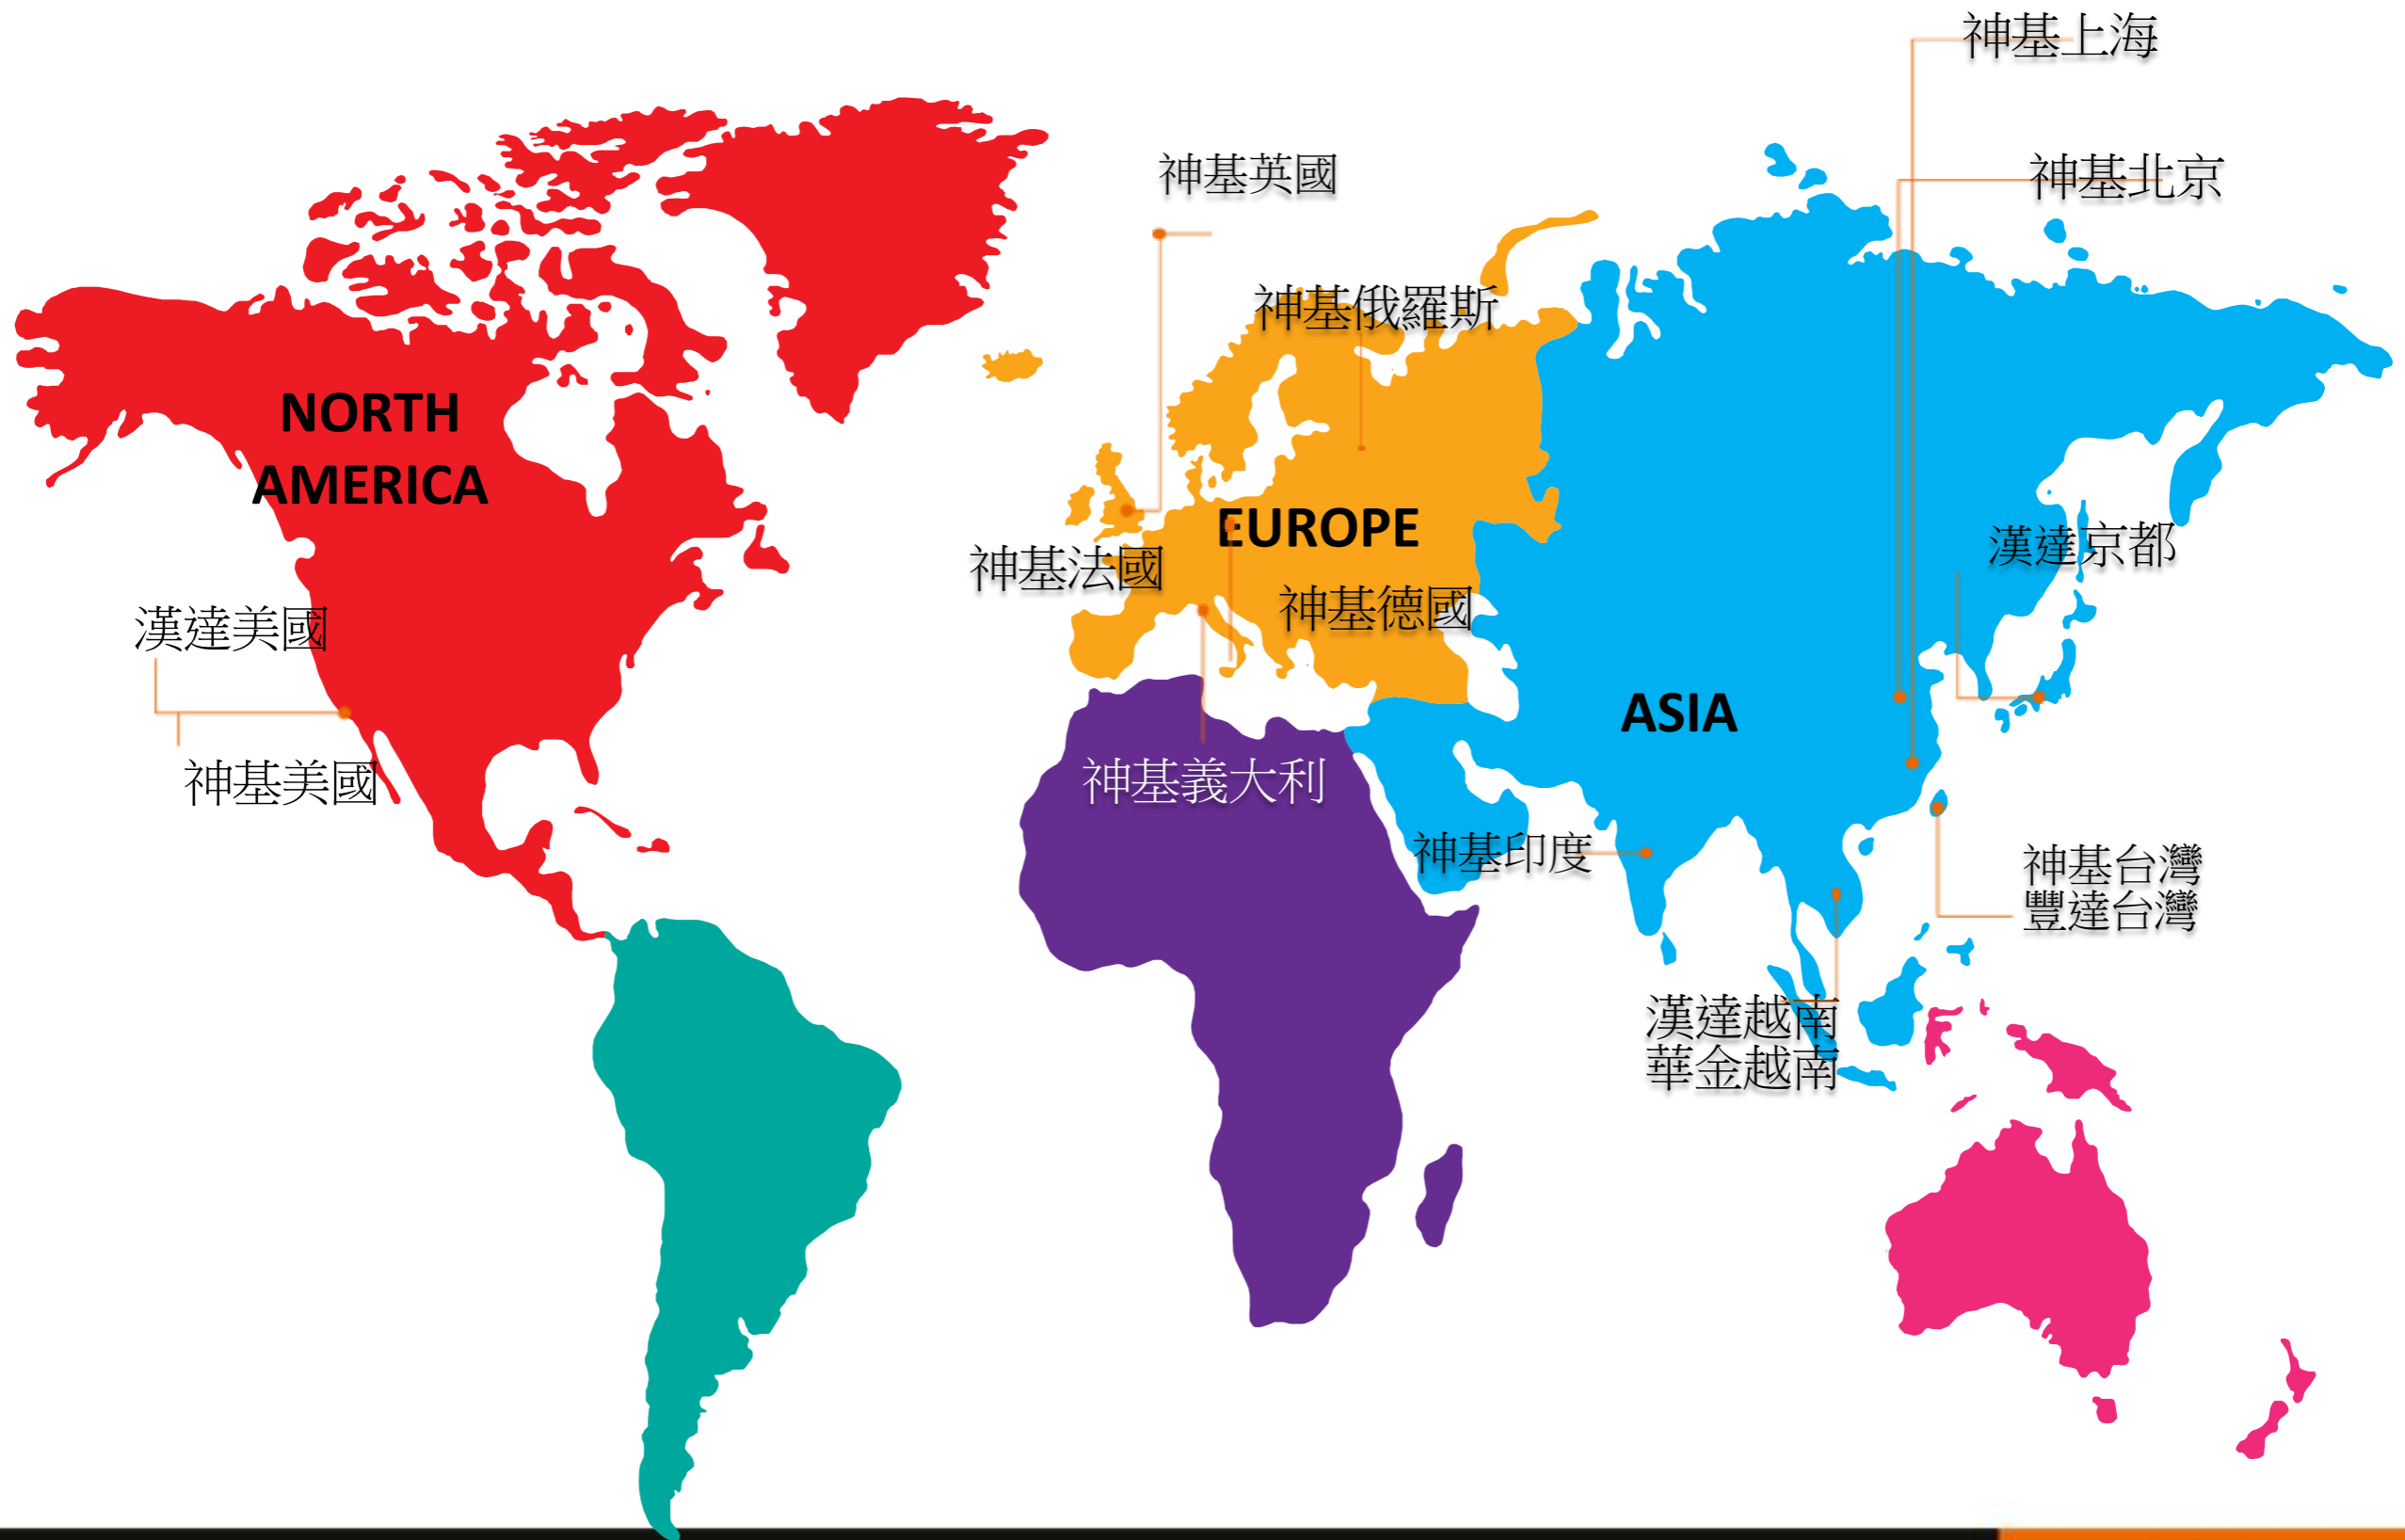 神基上海
神基英國
神基北京
神基俄羅斯
NORTH
AMERICA
EUROPE
漢達京都
神基法國
神基德國
漢達美國
ASIA
神基美國
神基義大利
神基印度
神基台灣
豐達台灣
漢達越南
華金越南